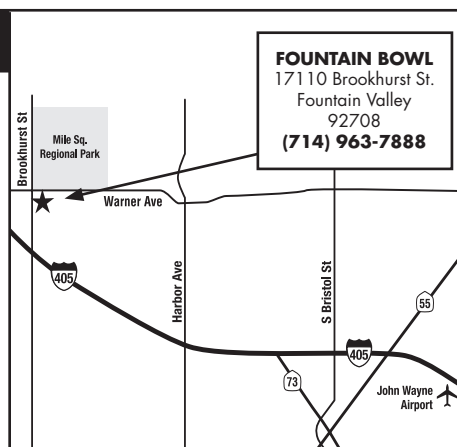 FOUNTAIN BOWL
17110 Brookhurst St.
Fountain Valley
92708
(714) 963-7888
Brookhurst St
Mile Sq.
Regional Park
Warner Ave
405
Harbor Ave
S Bristol St
55
405
73
John Wayne
Airport